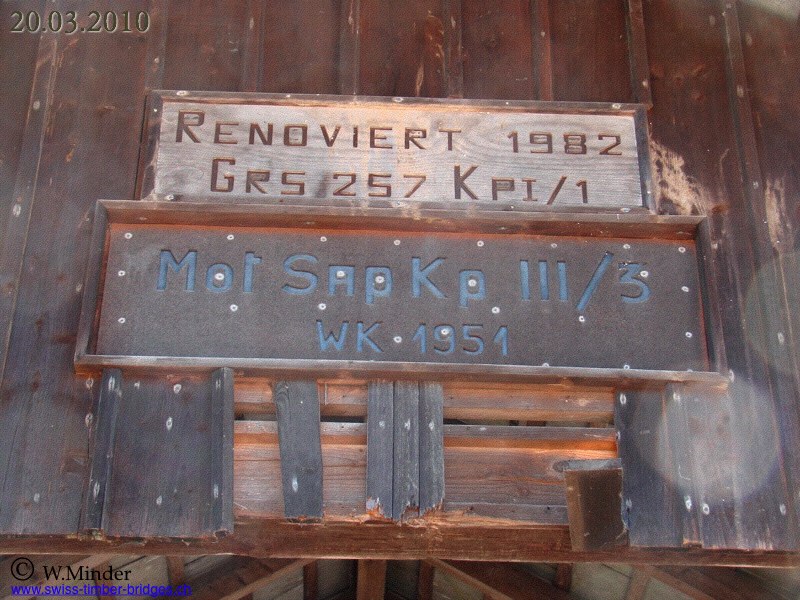 20.03.2010
RENOVIERT 1982
GRS 257 KPI/1
Mot Sap Kp III/3
WK 1951
© W.Minder
www.swiss-timber-bridges.ch